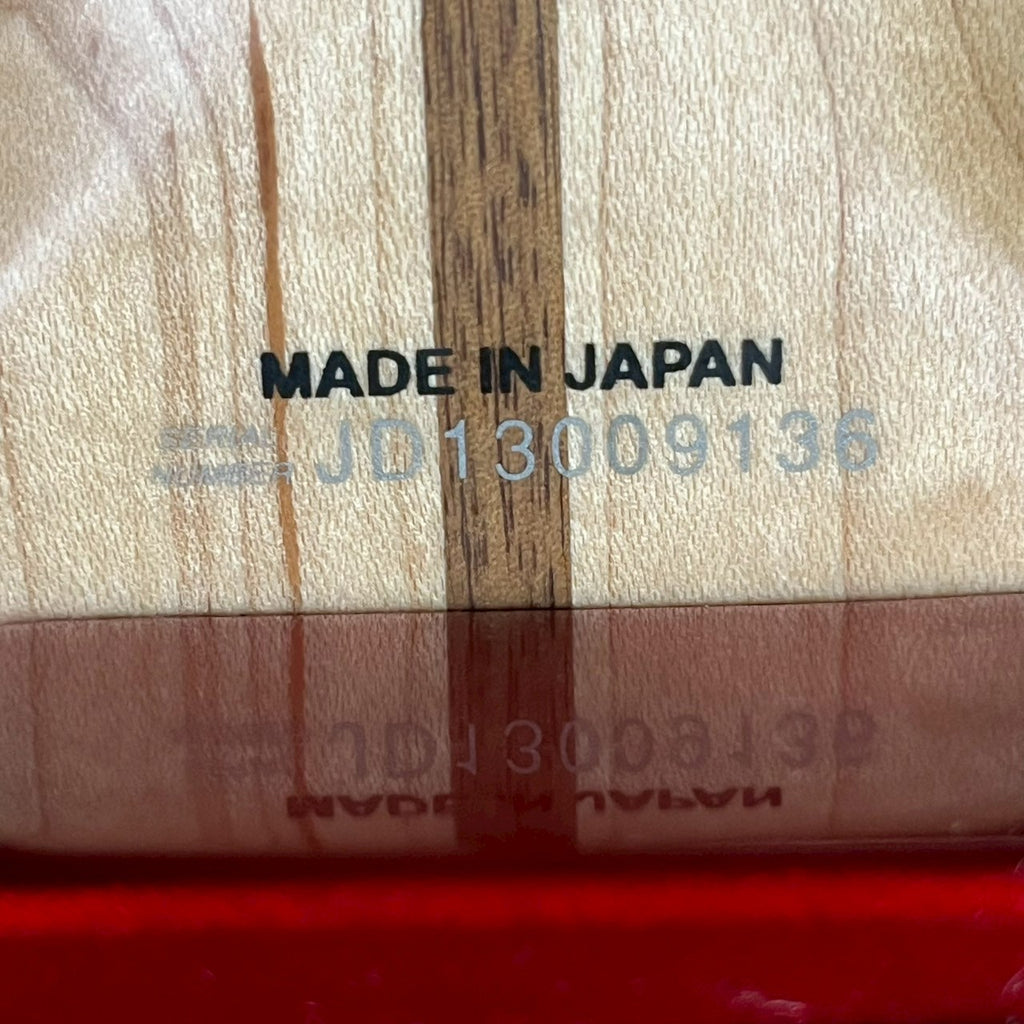 MADE IN JAPAN
SERIAL NUMBER JD13009136